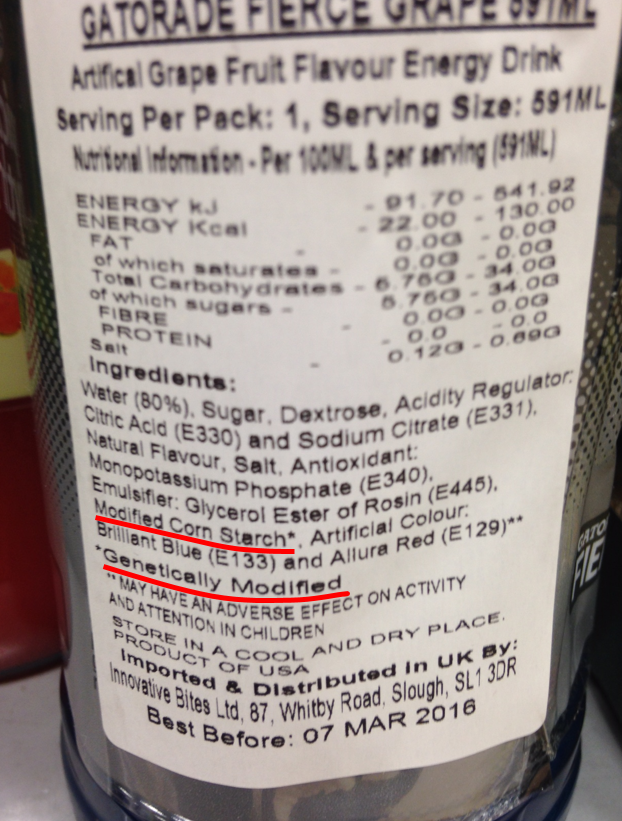 GATORADE FIERCE GRAPE 591ML
Artifical Grape Fruit Flavour Energy Drink
Serving Per Pack: 1, Serving Size: 591ML
Nutritional Information - Per 100ML & per serving (591ML)
ENERGY kJ - 91.70 - 541.92
ENERGY Kcal - 22.00 - 130.00
FAT 0.0G - 0.0G
of which saturates - 0.0G - 0.0G
Total Carbohydrates - 5.75G - 34.0G
of which sugars - 5.75G - 34.0G
FIBRE - 0.0G - 0.0G
PROTEIN - 0.0 - 0.0
Salt - 0.12G - 0.69G
Ingredients:
Water (80%), Sugar, Dextrose, Acidity Regulator:
Citric Acid (E330) and Sodium Citrate (E331),
Natural Flavour, Salt, Antioxidant:
Monopotassium Phosphate (E340),
Emulsifier: Glycerol Ester of Rosin (E445),
Modified Corn Starch*, Artificial Colour:
Brilliant Blue (E133) and Allura Red (E129)**
*Genetically Modified
**MAY HAVE AN ADVERSE EFFECT ON ACTIVITY
AND ATTENTION IN CHILDREN
STORE IN A COOL AND DRY PLACE.
PRODUCT OF USA
Imported & Distributed in UK By:
Innovative Bites Ltd, 87, Whitby Road, Slough, SL1 3DR
Best Before: 07 MAR 2016